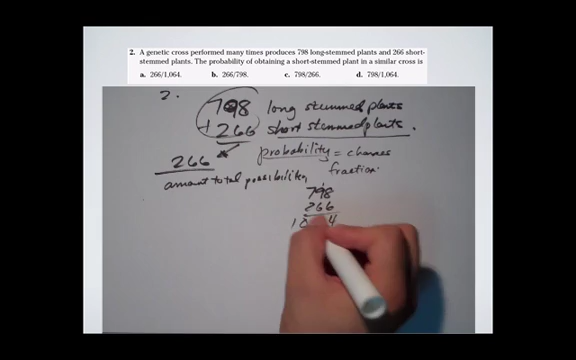 2. A genetic cross performed many times produces 798 long-stemmed plants and 266 short-
stemmed plants. The probability of obtaining a short-stemmed plant in a similar cross is
a. 266/1,064. b. 266/798. c. 798/266. d. 798/1,064.
2.
798 long stemmed plants
+ 266 short stemmed plants.
probability = chances
fraction
266
amount total possibilities
798
266
10 4